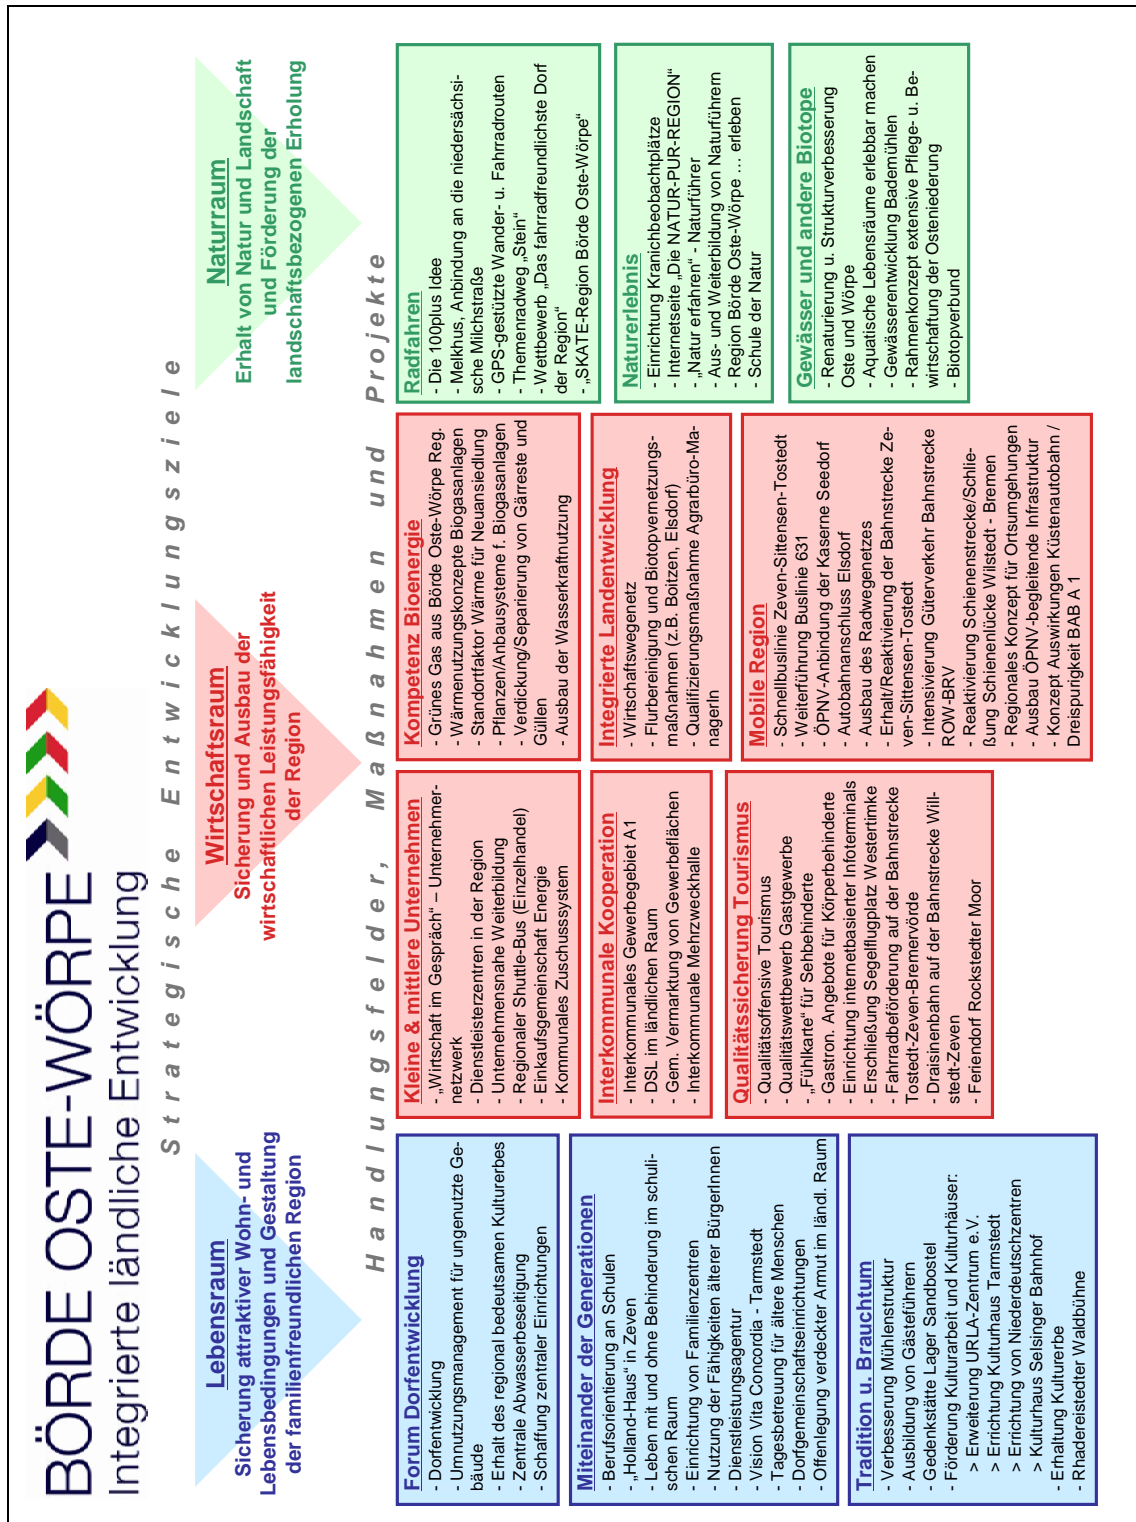 BÖRDE OSTE-WÖRPE
Integrierte ländliche Entwicklung
Strategische Entwicklungsziele
Lebensraum
Sicherung attraktiver Wohn- und
Lebensbedingungen und Gestaltung
der familienfreundlichen Region
Wirtschaftsraum
Sicherung und Ausbau der
wirtschaftlichen Leistungsfähigkeit
der Region
Naturraum
Erhalt von Natur und Landschaft
und Förderung der
landschaftsbezogenen Erholung
Handlungsfelder, Maßnahmen und Projekte
Forum Dorfentwicklung
- Dorfentwicklung
- Umnutzungsmanagement für ungenutzte Ge-
bäude
- Erhalt des regional bedeutsamen Kulturerbes
- Zentrale Abwasserbeseitigung
- Schaffung zentraler Einrichtungen
Miteinander der Generationen
- Berufsorientierung an Schulen
- „Holland-Haus“ in Zeven
- Leben mit und ohne Behinderung im schuli-
schen Raum
- Einrichtung von Familienzentren
- Nutzung der Fähigkeiten älterer BürgerInnen
- Dienstleistungsagentur
- Vision Vita Concordia - Tarmstedt
- Tagesbetreuung für ältere Menschen
- Dorfgemeinschaftseinrichtungen
- Offenlegung verdeckter Armut im ländl. Raum
Tradition u. Brauchtum
- Verbesserung Mühlenstruktur
- Ausbildung von Gästeführern
- Gedenkstätte Lager Sandbostel
- Förderung Kulturarbeit und Kulturhäuser:
> Erweiterung URLA-Zentrum e.V.
> Errichtung Kulturhaus Tarmstedt
> Errichtung von Niederdeutschzentren
> Kulturhaus Selsinger Bahnhof
- Erhaltung Kulturerbe
- Rhadereistedter Waldbühne
Kleine & mittlere Unternehmen
- „Wirtschaft im Gespräch“ – Unternehmer-
netzwerk
- Dienstleisterzentren in der Region
- Unternehmensnahe Weiterbildung
- Regionaler Shuttle-Bus (Einzelhandel)
- Einkaufsgemeinschaft Energie
- Kommunales Zuschusssystem
Interkommunale Kooperation
- Interkommunales Gewerbegebiet A1
- DSL im ländlichen Raum
- Gem. Vermarktung von Gewerbeflächen
- Interkommunale Mehrzweckhalle
Qualitätssicherung Tourismus
- Qualitätsoffensive Tourismus
- Qualitätswettbewerb Gastgewerbe
- „Fühlkarte“ für Sehbehinderte
- Gastron. Angebote für Körperbehinderte
- Einrichtung internetbasierter Infoterminals
- Erschließung Segelflugplatz Westertimke
- Fahrradbeförderung auf der Bahnstrecke
Tostedt-Zeven-Bremervörde
- Draisinenbahn auf der Bahnstrecke Will-
stedt-Zeven
- Feriendorf Rockstedter Moor
Kompetenz Bioenergie
- Grünes Gas aus Börde Oste-Wörpe Reg.
- Wärmenutzungskonzepte Biogasanlagen
- Standortfaktor Wärme für Neuansiedlung
- Pflanzen/Anbausysteme f. Biogasanlagen
- Verdickung/Separierung von Gärreste und
Güllen
- Ausbau der Wasserkraftnutzung
Integrierte Landentwicklung
- Wirtschaftswegenetz
- Flurbereinigung und Biotopvernetzungs-
maßnahmen (z.B. Boitzen, Elsdorf)
- Qualifizierungsmaßnahme Agrarbüro-Ma-
nagerIn
Mobile Region
- Schnellbuslinie Zeven-Sittensen-Tostedt
- Weiterführung Buslinie 631
- ÖPNV-Anbindung der Kaserne Seedorf
- Autobahnanschluss Elsdorf
- Ausbau des Radwegenetzes
- Erhalt/Reaktivierung der Bahnstrecke Ze-
ven-Sittensen-Tostedt
- Intensivierung Güterverkehr Bahnstrecke
ROW-BRV
- Reaktivierung Schienenstrecke/Schlie-
ßung Schienenlücke Wilstedt - Bremen
- Regionales Konzept für Ortsumgehungen
- Ausbau ÖPNV-begleitende Infrastruktur
- Konzept Auswirkungen Küstenautobahn /
Dreispurigkeit BAB A 1
Radfahren
- Die 100plus Idee
- Melkhus, Anbindung an die niedersächsi-
sche Milchstraße
- GPS-gestützte Wander- u. Fahrradrouten
- Themenradweg „Stein“
- Wettbewerb „Das fahrradfreundlichste Dorf
der Region“
- „SKATE-Region Börde Oste-Wörpe“
Naturerlebnis
- Einrichtung Kranichbeobachtplätze
- Internetseite „Die NATUR-PUR-REGION“
- „Natur erfahren“ - Naturführer
- Aus- und Weiterbildung von Naturführern
- Region Börde Oste-Wörpe … erleben
- Schule der Natur
Gewässer und andere Biotope
- Renaturierung u. Strukturverbesserung
Oste und Wörpe
- Aquatische Lebensräume erlebbar machen
- Gewässerentwicklung Bademühlen
- Rahmenkonzept extensive Pflege- u. Be-
wirtschaftung der Osteniederung
- Biotopverbund